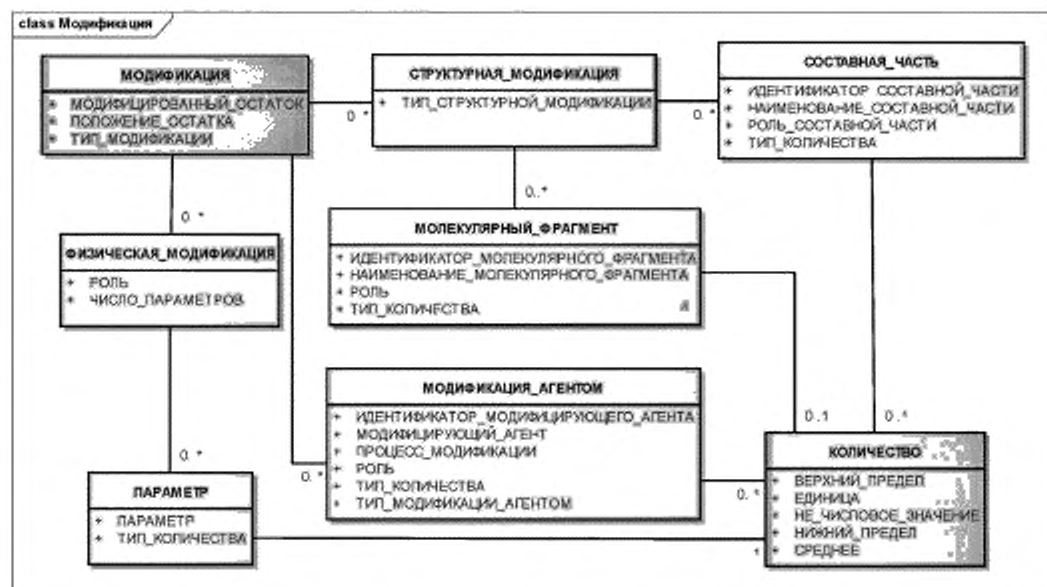 class Модификация
МОДИФИКАЦИЯ
+ МОДИФИЦИРОВАННЫЙ_ОСТАТОК
+ ПОЛОЖЕНИЕ_ОСТАТКА
+ ТИП_МОДИФИКАЦИИ
0..*
СТРУКТУРНАЯ_МОДИФИКАЦИЯ
+ ТИП_СТРУКТУРНОЙ_МОДИФИКАЦИИ
0..*
СОСТАВНАЯ_ЧАСТЬ
+ ИДЕНТИФИКАТОР_СОСТАВНОЙ_ЧАСТИ
+ НАИМЕНОВАНИЕ_СОСТАВНОЙ_ЧАСТИ
+ РОЛЬ_СОСТАВНОЙ_ЧАСТИ
+ ТИП_КОЛИЧЕСТВА
0..*
0..*
ФИЗИЧЕСКАЯ_МОДИФИКАЦИЯ
+ РОЛЬ
+ ЧИСЛО_ПАРАМЕТРОВ
МОЛЕКУЛЯРНЫЙ_ФРАГМЕНТ
+ ИДЕНТИФИКАТОР_МОЛЕКУЛЯРНОГО_ФРАГМЕНТА
+ НАИМЕНОВАНИЕ_МОЛЕКУЛЯРНОГО_ФРАГМЕНТА
+ РОЛЬ
+ ТИП_КОЛИЧЕСТВА
МОДИФИКАЦИЯ_АГЕНТОМ
+ ИДЕНТИФИКАТОР_МОДИФИЦИРУЮЩЕГО_АГЕНТА
+ МОДИФИЦИРУЮЩИЙ_АГЕНТ
+ ПРОЦЕСС_МОДИФИКАЦИИ
+ РОЛЬ
+ ТИП_КОЛИЧЕСТВА
+ ТИП_МОДИФИКАЦИИ_АГЕНТОМ
0..*
0..1
0..*
0..*
0..*
КОЛИЧЕСТВО
+ ВЕРХНИЙ_ПРЕДЕЛ
+ ЕДИНИЦА
+ НЕ_ЧИСПОВОЕ_ЗНАЧЕНИЕ
+ НИЖНИЙ_ПРЕДЕЛ
+ СРЕДНЕЕ
ПАРАМЕТР
+ ПАРАМЕТР
+ ТИП_КОЛИЧЕСТВА